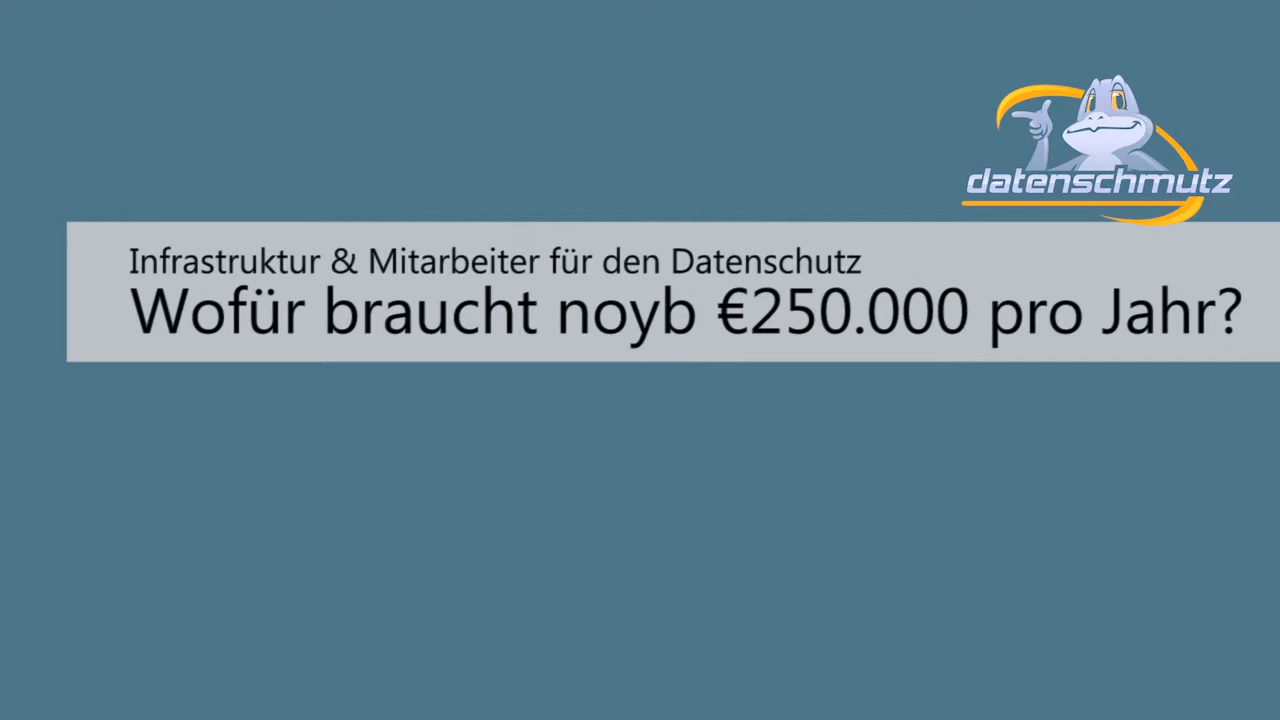 datenschmutz
Infrastruktur & Mitarbeiter für den Datenschutz
Wofür braucht noyb €250.000 pro Jahr?